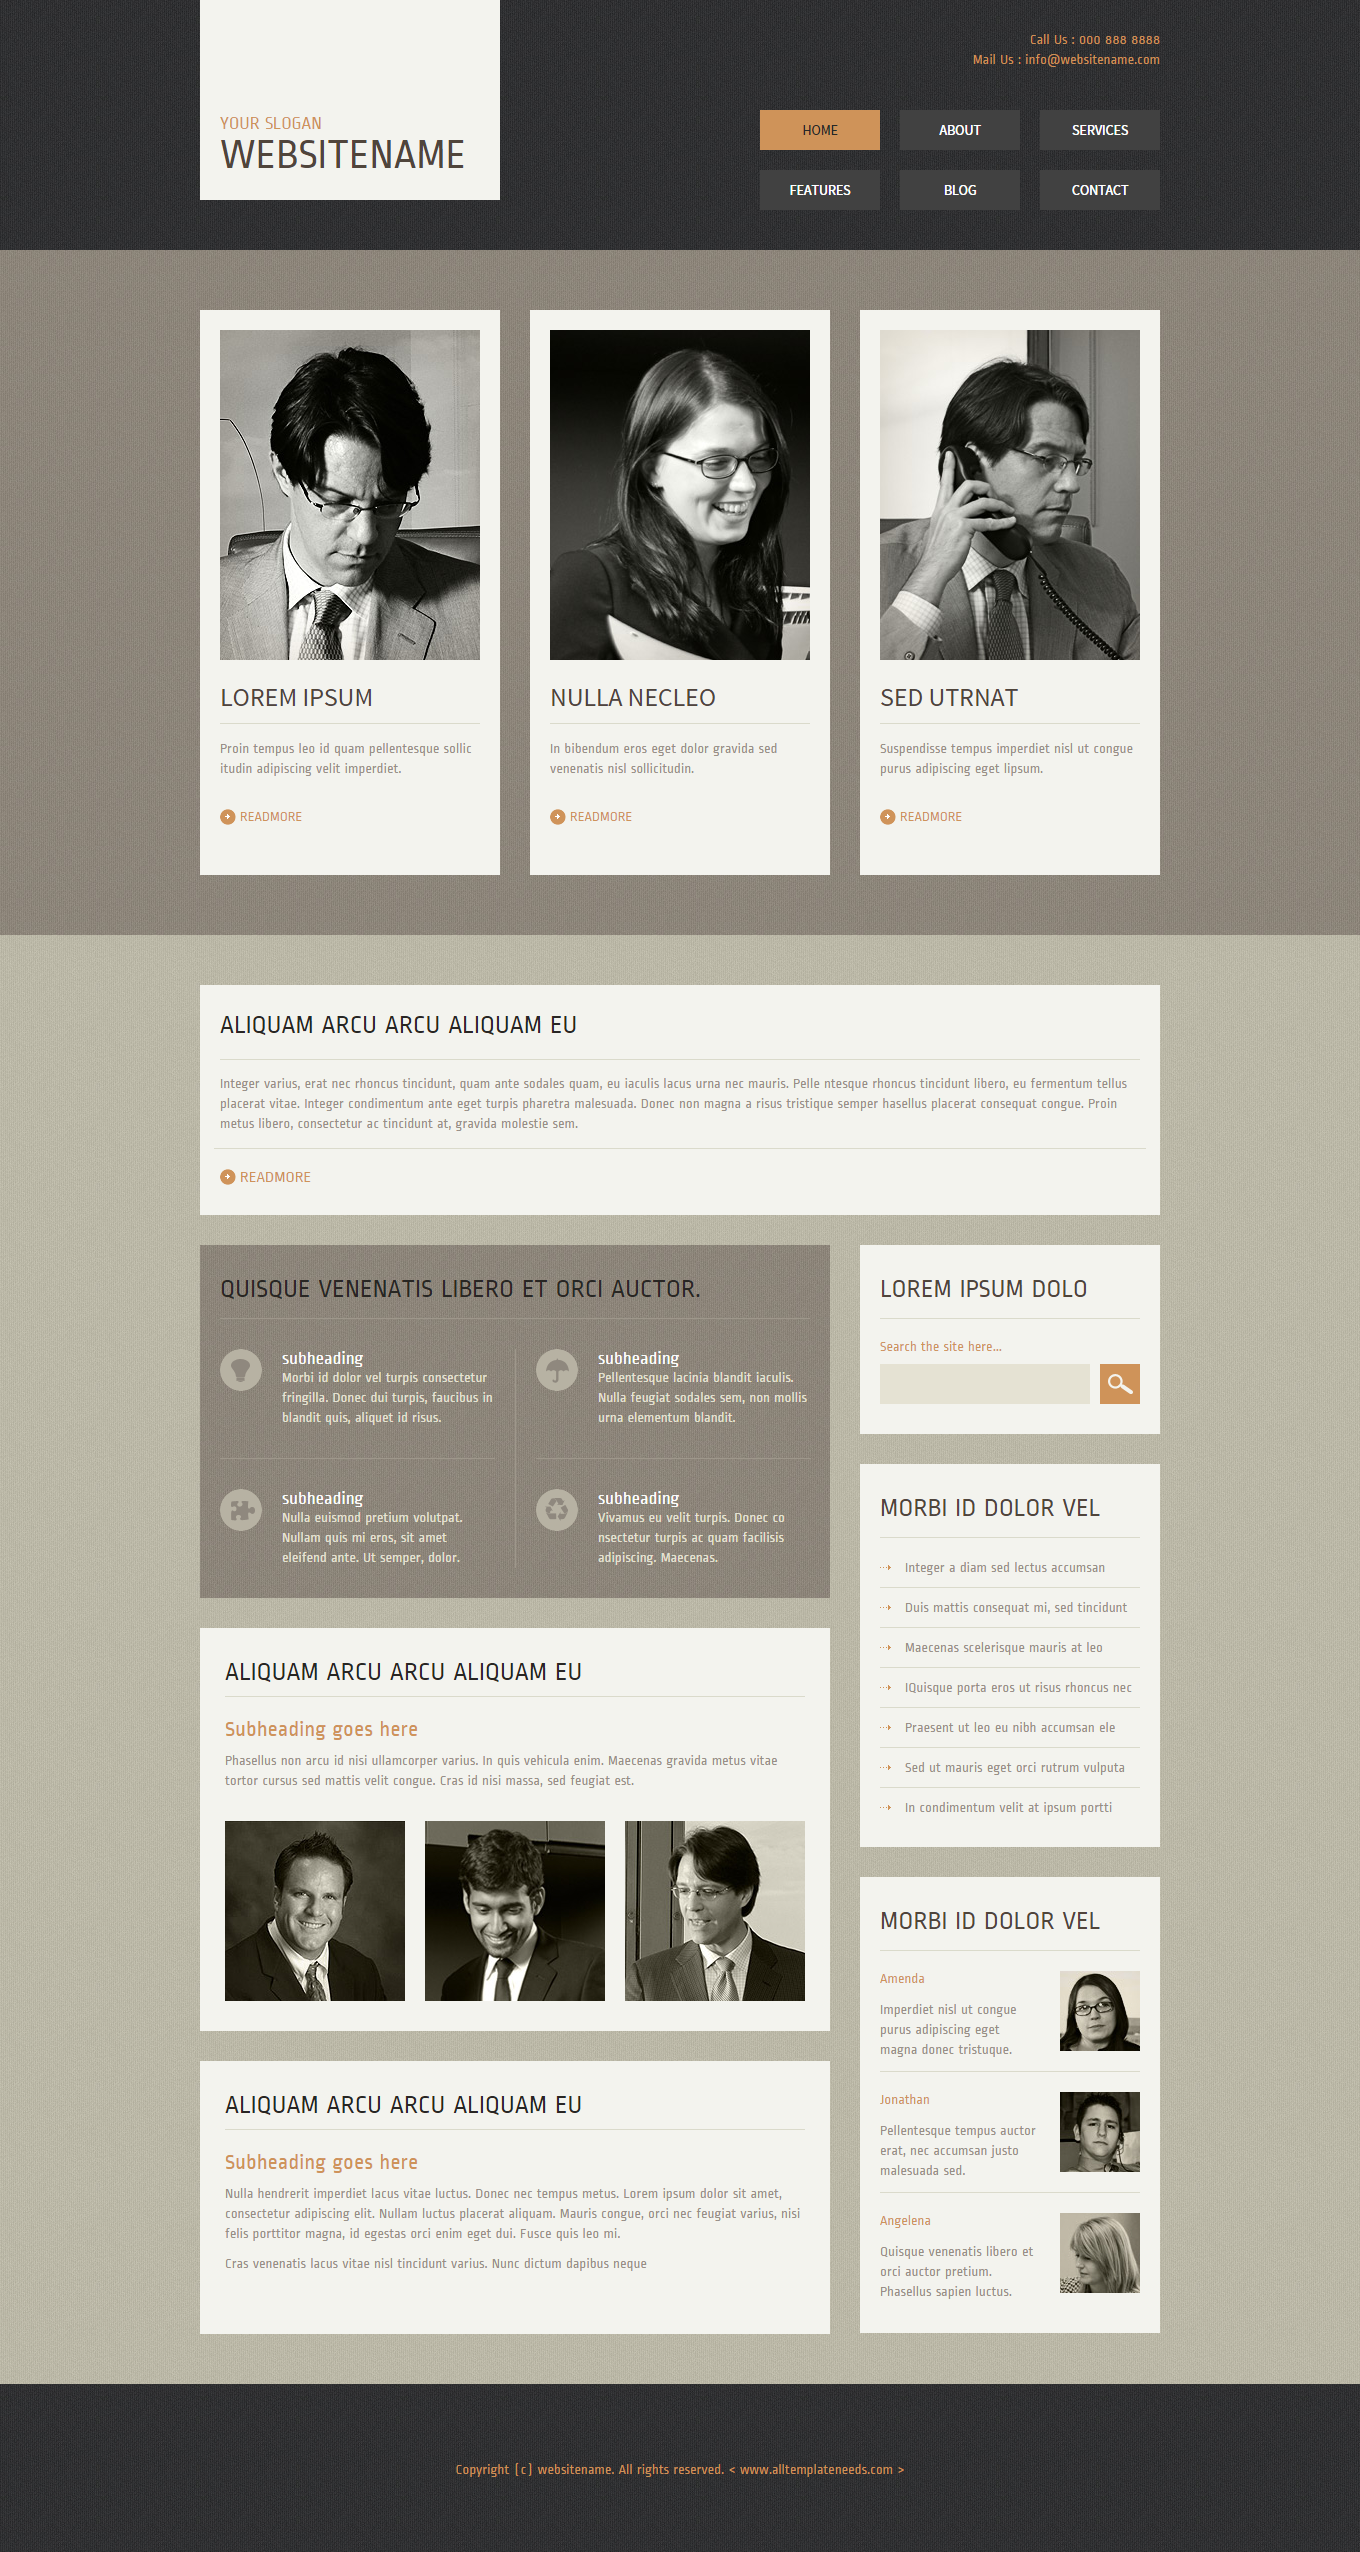 Call Us : 000 888 8888
Mail Us : info@websitename.com
YOUR SLOGAN
WEBSITENAME
HOME
ABOUT
SERVICES
FEATURES
BLOG
CONTACT
LOREM IPSUM
Proin tempus leo id quam pellentesque sollic
itudin adipiscing velit imperdiet.
READMORE
NULLA NECLEO
In bibendum eros eget dolor gravida sed
venenatis nisl sollicitudin.
READMORE
SED UTRNAT
Suspendisse tempus imperdiet nisl ut congue
purus adipiscing eget lipsum.
READMORE
ALIQUAM ARCU ARCU ALIQUAM EU
Integer varius, erat nec rhoncus tincidunt, quam ante sodales quam, eu iaculis lacus urna nec mauris. Pelle ntesque rhoncus tincidunt libero, eu fermentum tellus
placerat vitae. Integer condimentum ante eget turpis pharetra malesuada. Donec non magna a risus tristique semper hasellus placerat consequat congue. Proin
metus libero, consectetur ac tincidunt at, gravida molestie sem.
READMORE
QUISQUE VENENATIS LIBERO ET ORCI AUCTOR.
subheading
Morbi id dolor vel turpis consectetur
fringilla. Donec dui turpis, faucibus in
blandit quis, aliquet id risus.
subheading
Pellentesque lacinia blandit iaculis.
Nulla feugiat sodales sem, non mollis
urna elementum blandit.
subheading
Nulla euismod pretium volutpat.
Nullam quis mi eros, sit amet
eleifend ante. Ut semper, dolor.
subheading
Vivamus eu velit turpis. Donec co
nsectetur turpis ac quam facilisis
adipiscing. Maecenas.
ALIQUAM ARCU ARCU ALIQUAM EU
Subheading goes here
Phasellus non arcu id nisi ullamcorper varius. In quis vehicula enim. Maecenas gravida metus vitae
tortor cursus sed mattis velit congue. Cras id nisi massa, sed feugiat est.
ALIQUAM ARCU ARCU ALIQUAM EU
Subheading goes here
Nulla hendrerit imperdiet lacus vitae luctus. Donec nec tempus metus. Lorem ipsum dolor sit amet,
consectetur adipiscing elit. Nullam luctus placerat aliquam. Mauris congue, orci nec feugiat varius, nisi
felis porttitor magna, id egestas orci enim eget dui. Fusce quis leo mi.
Cras venenatis lacus vitae nisl tincidunt varius. Nunc dictum dapibus neque
LOREM IPSUM DOLO
Search the site here...
MORBI ID DOLOR VEL
Integer a diam sed lectus accumsan
Duis mattis consequat mi, sed tincidunt
Maecenas scelerisque mauris at leo
IQuisque porta eros ut risus rhoncus nec
Praesent ut leo eu nibh accumsan ele
Sed ut mauris eget orci rutrum vulputa
In condimentum velit at ipsum portti
MORBI ID DOLOR VEL
Amenda
Imperdiet nisl ut congue
purus adipiscing eget
magna donec tristuque.
Jonathan
Pellentesque tempus auctor
erat, nec accumsan justo
malesuada sed.
Angelena
Quisque venenatis libero et
orci auctor pretium.
Phasellus sapien luctus.
Copyright [c] websitename. All rights reserved. < www.alltemplateneeds.com >